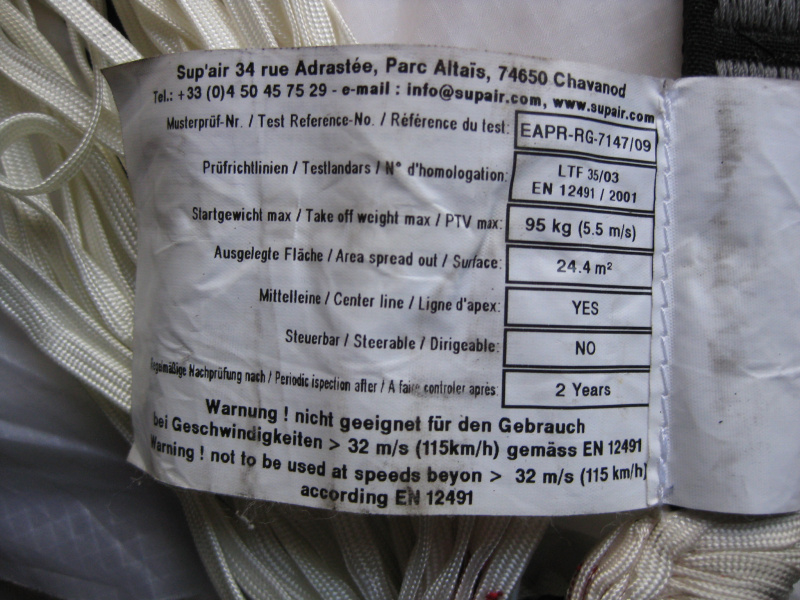 Sup'air 34 rue Adrastée, Parc Altaïs, 74650 Chavanod
Tel.: +33 (0)4 50 45 75 29 - e-mail : info@supair.com, www.supair.com
Musterprüf-Nr. / Test Reference-No. / Référence du test: EAPR-RG-7147/09
Prüfrichtlinien / Testlandars / N° d'homologation: LTF 35/03
EN 12491 / 2001
Startgewicht max / Take off weight max / PTV max: 95 kg (5.5 m/s)
Ausgelegte Fläche / Area spread out / Surface: 24.4 m²
Mittelleine / Center line / Ligne d'apex: YES
Steuerbar / Steerable / Dirigeable: NO
Regelmäßige Nachprüfung nach / Periodic ispection after / A faire controler après: 2 Years
Warnung ! nicht geeignet für den Gebrauch
bei Geschwindigkeiten > 32 m/s (115km/h) gemäss EN 12491
Warning ! not to be used at speeds beyon > 32 m/s (115 km/h)
according EN 12491